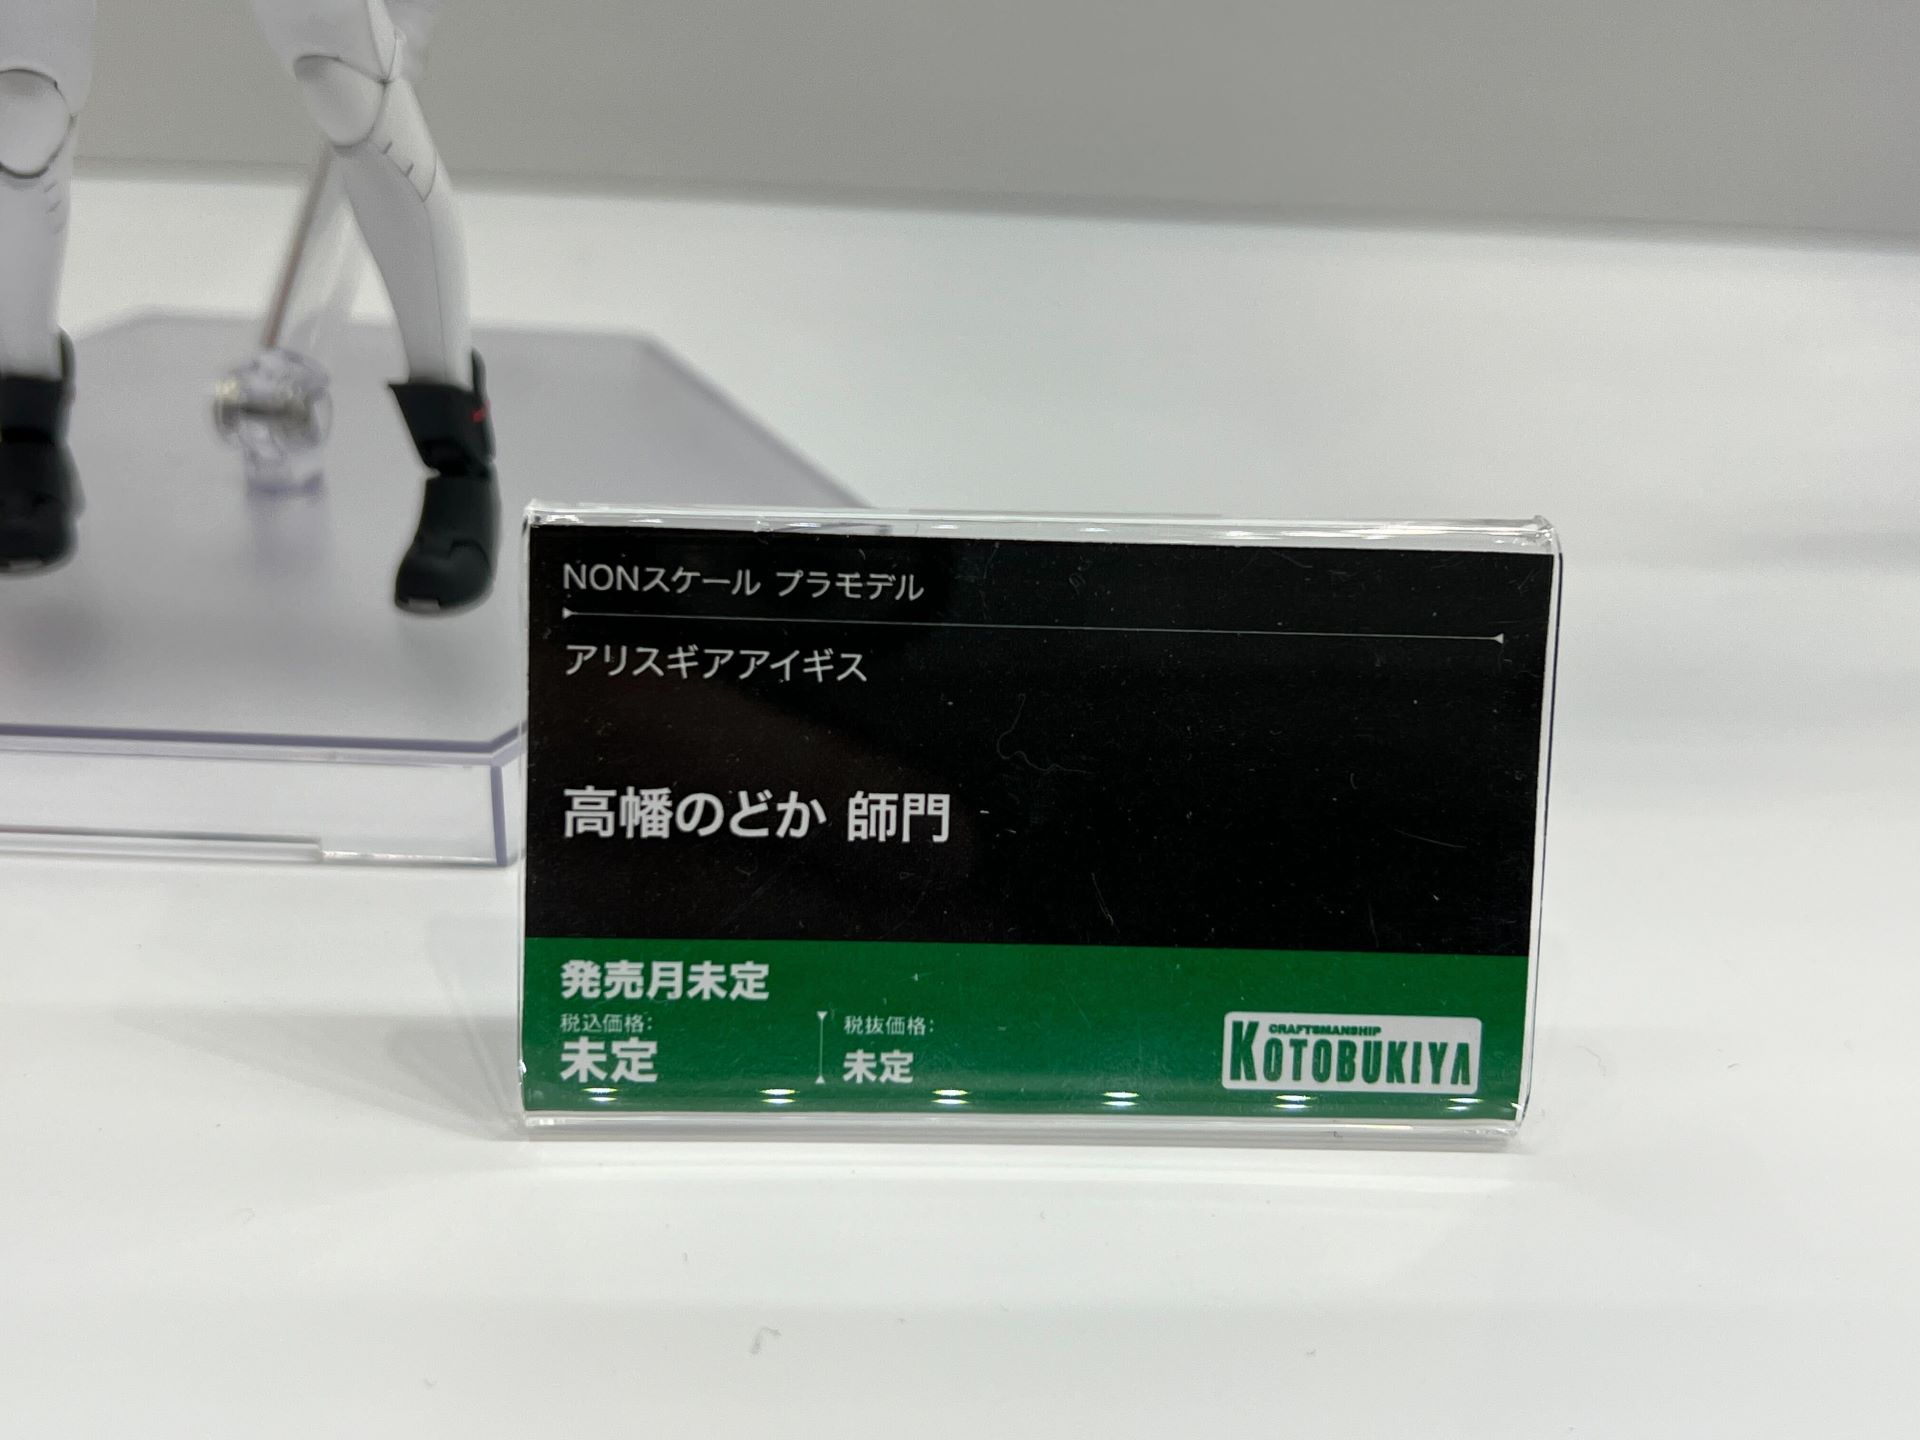 NONスケール プラモデル
アリスギアアイギス
高幡のどか 師門
発売月未定
税込価格:
未定
税抜価格:
未定
CRAFTSMANSHIP
KOTOBUKIYA